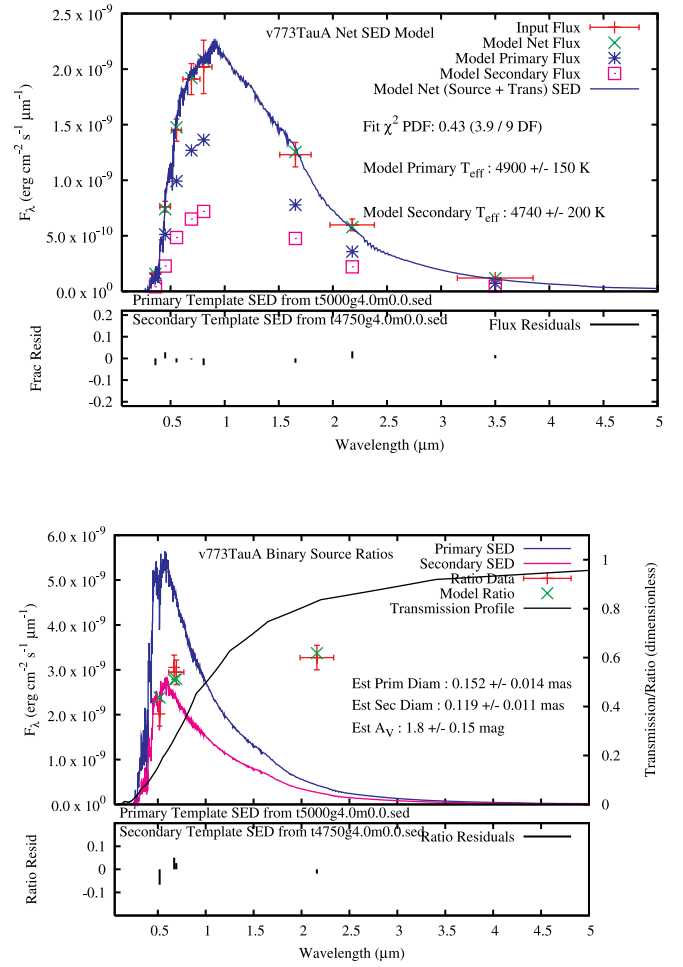 v773TauA Net SED Model
Input Flux
Model Net Flux
Model Primary Flux
Model Secondary Flux
Model Net (Source + Trans) SED
Fit χ² PDF: 0.43 (3.9 / 9 DF)
Model Primary T_eff : 4900 +/- 150 K
Model Secondary T_eff : 4740 +/- 200 K
F_λ (erg cm⁻² s⁻¹ μm⁻¹)
2.5 10⁻⁹
2.0 10⁻⁹
1.5 10⁻⁹
1.0 10⁻⁹
5.0 10⁻¹⁰
0.0 10⁰
Primary Template SED from t5000g4.0m0.0.sed
Secondary Template SED from t4750g4.0m0.0.sed
Flux Residuals
Frac Resid
0.2
0.1
0
-0.1
-0.2
0.5 1 1.5 2 2.5 3 3.5 4 4.5 5
Wavelength (μm)
v773TauA Binary Source Ratios
Primary SED
Secondary SED
Ratio Data
Model Ratio
Transmission Profile
Est Prim Diam : 0.152 +/- 0.014 mas
Est Sec Diam : 0.119 +/- 0.011 mas
Est A_V : 1.8 +/- 0.15 mag
F_λ (erg cm⁻² s⁻¹ μm⁻¹)
6.0 10⁻⁹
5.0 10⁻⁹
4.0 10⁻⁹
3.0 10⁻⁹
2.0 10⁻⁹
1.0 10⁻⁹
0.0 10⁰
1
0.8
0.6
0.4
0.2
0
Transmission/Ratio (dimensionless)
Primary Template SED from t5000g4.0m0.0.sed
Secondary Template SED from t4750g4.0m0.0.sed
Ratio Residuals
Ratio Resid
0.1
0
-0.1
0.5 1 1.5 2 2.5 3 3.5 4 4.5 5
Wavelength (μm)